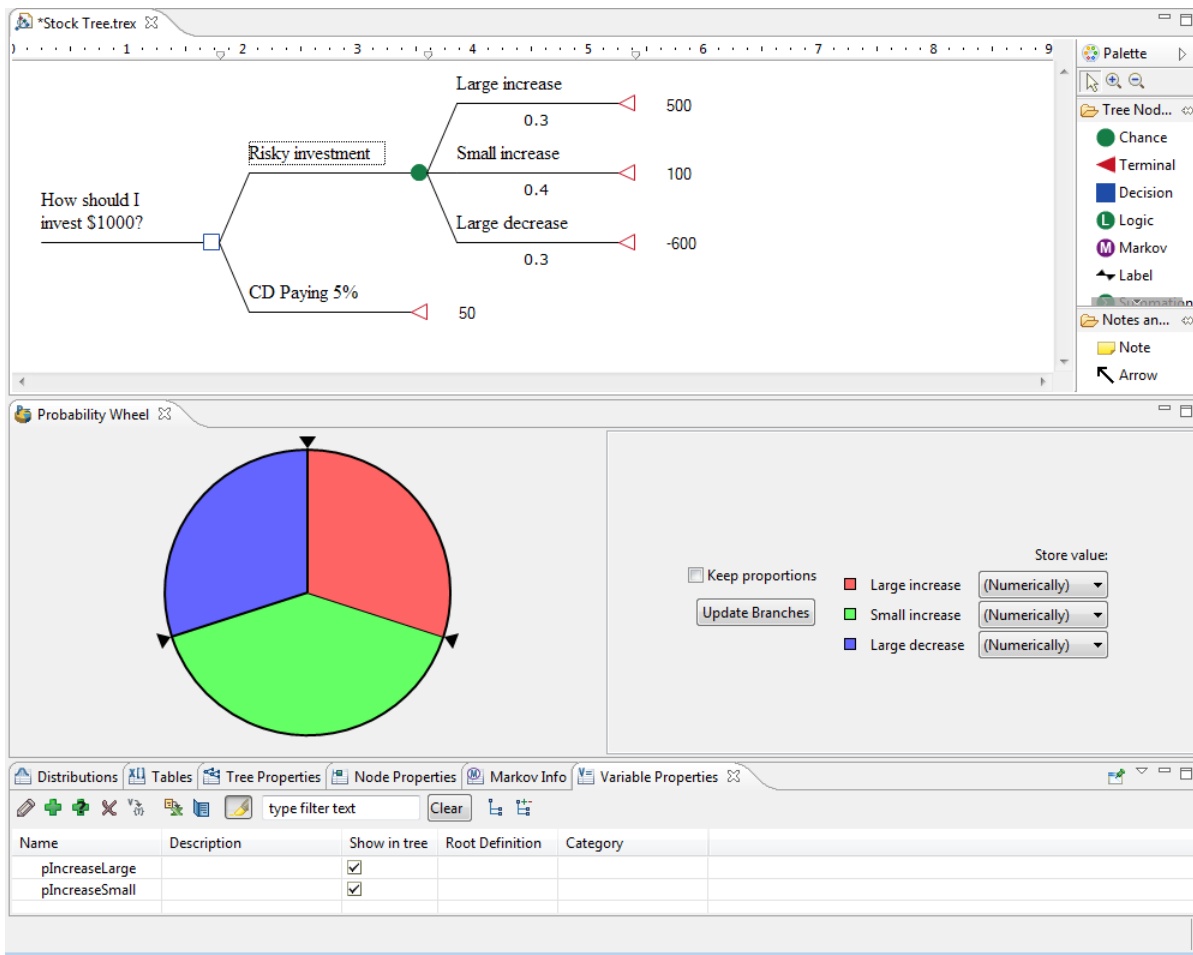 *Stock Tree.trex
1 2 3 4 5 6 7 8 9
Palette
Large increase
500
0.3
Tree Nod...
Chance
Risky investment
Small increase
100
0.4
Terminal
Decision
How should I
invest $1000?
Large decrease
-600
0.3
L Logic
M Markov
Label
CD Paying 5%
50
Summation
Notes an...
Note
Arrow
Probability Wheel
Store value:
Keep proportions
Update Branches
Large increase (Numerically)
Small increase (Numerically)
Large decrease (Numerically)
Distributions Tables Tree Properties Node Properties Markov Info Variable Properties
type filter text Clear
Name Description Show in tree Root Definition Category
pIncreaseLarge
pIncreaseSmall